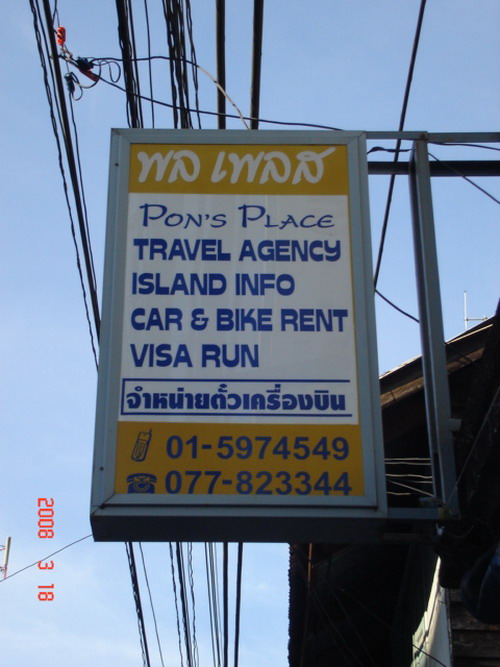 พล เพลส
PON'S PLACE
TRAVEL AGENCY
ISLAND INFO
CAR & BIKE RENT
VISA RUN
จำหน่ายตั๋วเครื่องบิน
01-5974549
077-823344
2008 3 18